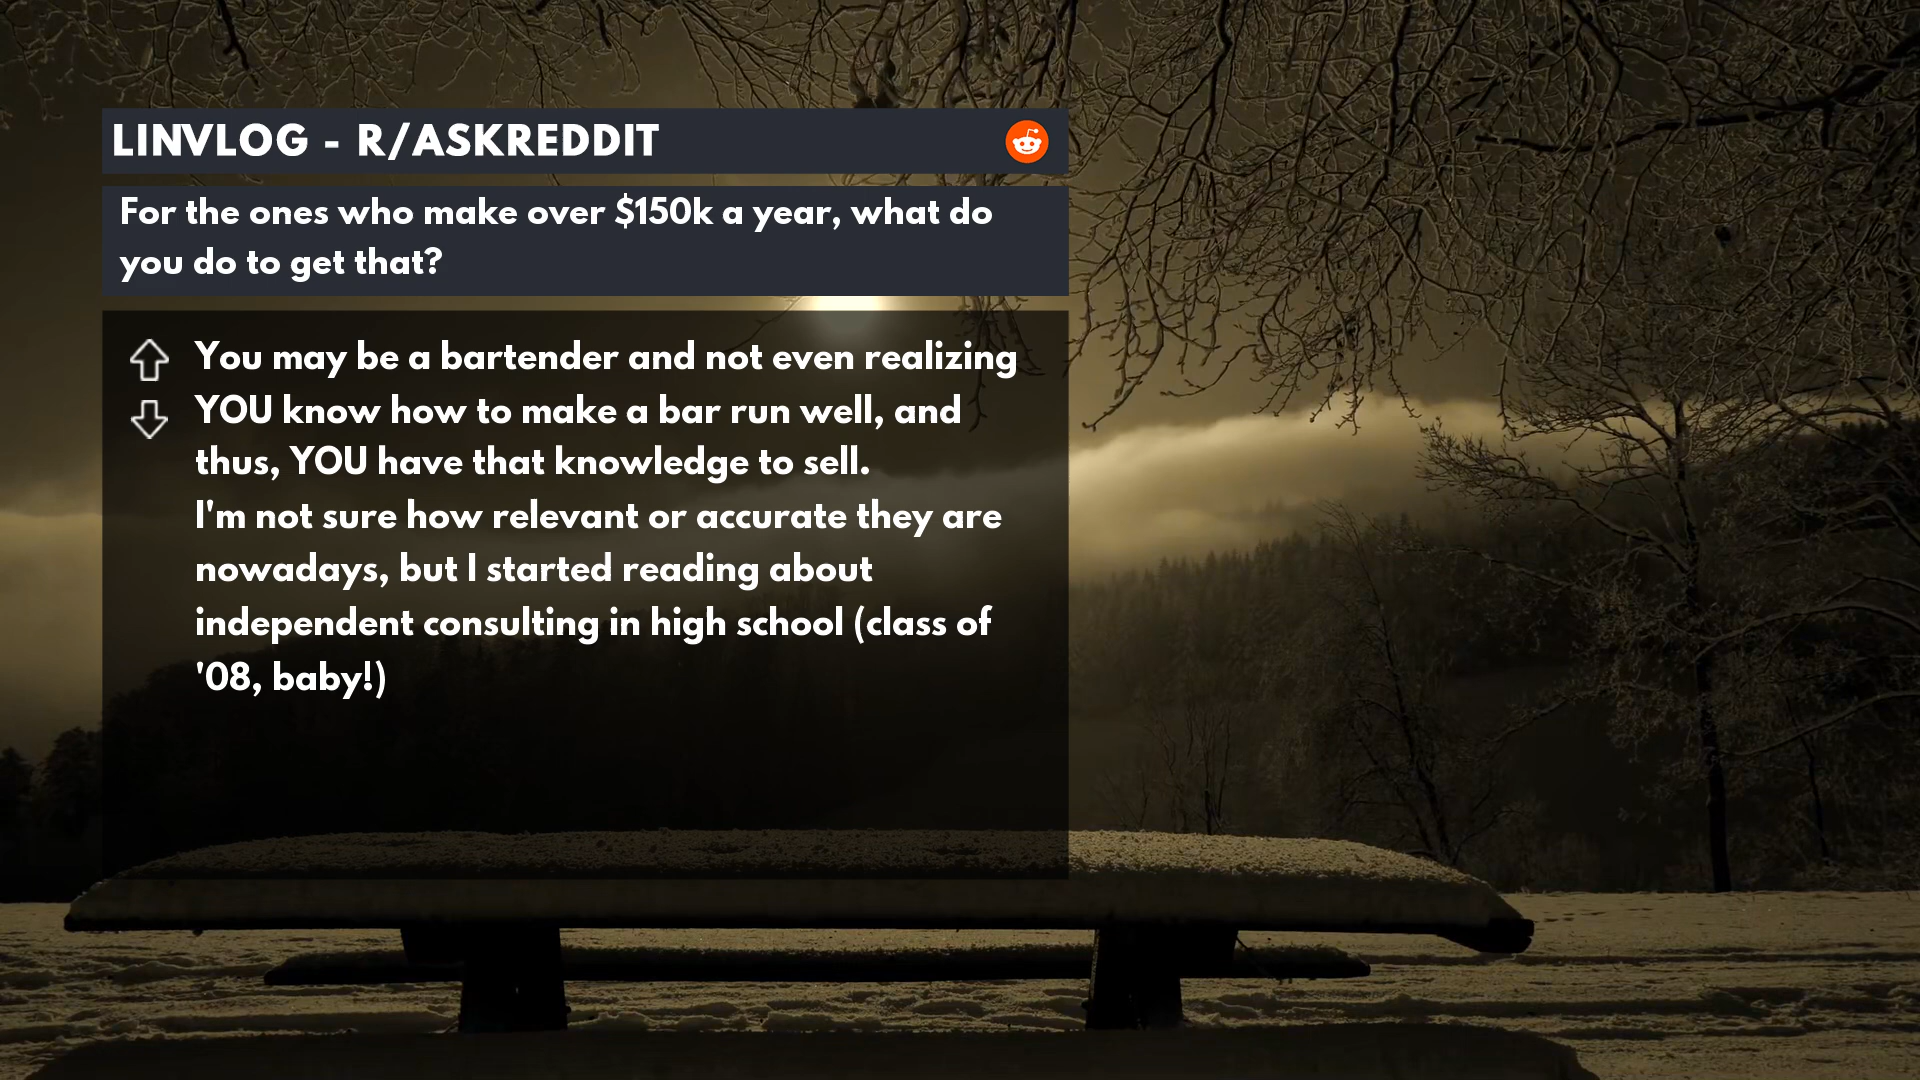 LINVLOG - R/ASKREDDIT
For the ones who make over $150k a year, what do
you do to get that?
You may be a bartender and not even realizing
YOU know how to make a bar run well, and
thus, YOU have that knowledge to sell.
I'm not sure how relevant or accurate they are
nowadays, but I started reading about
independent consulting in high school (class of
'08, baby!)